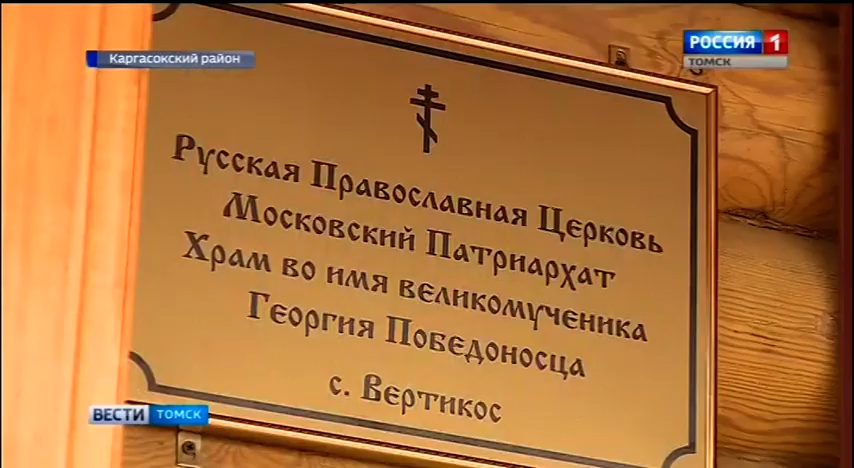 Каргасокский район
РОССИЯ 1
ТОМСК
Русская Православная Церковь
Московский Патриархат
Храм во имя великомученика
Георгия Победоносца
с. Вертикос
ВЕСТИ ТОМСК